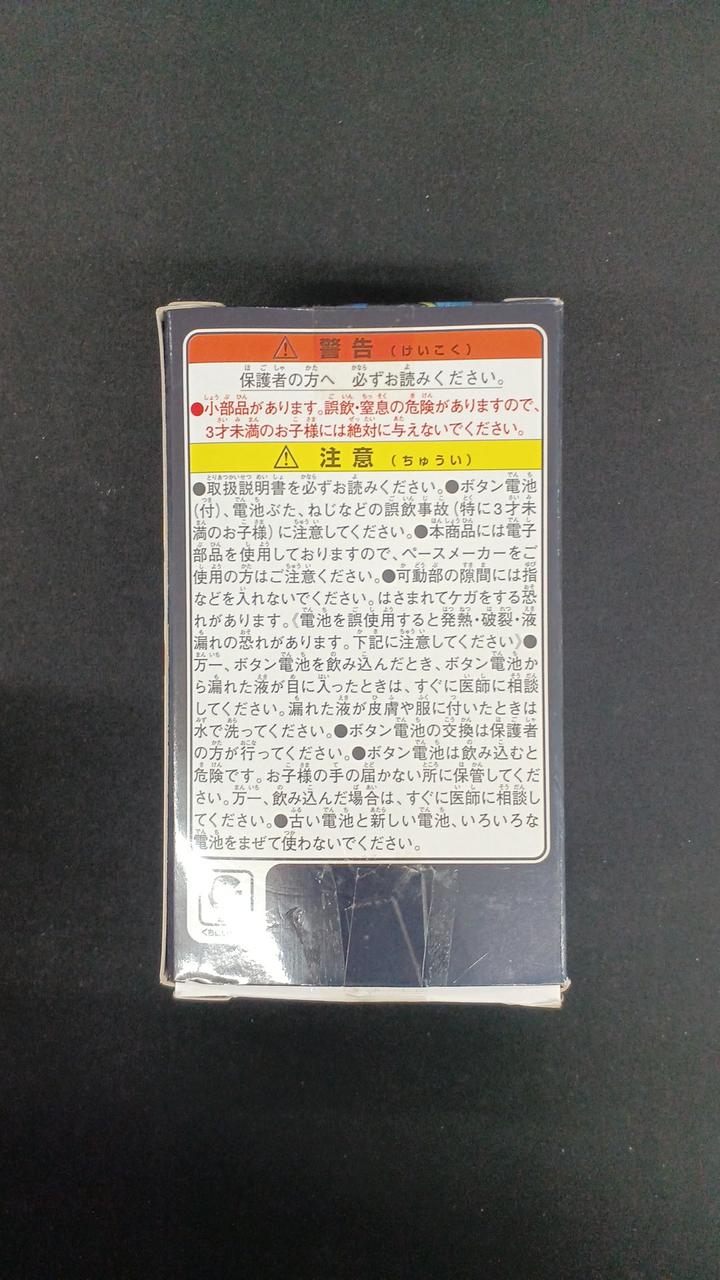 警告(けいこく)
保護者の方へ 必ずお読みください。
●小部品があります。誤飲・窒息の危険がありますので、
3才未満のお子様には絶対に与えないでください。
注意(ちゅうい)
●取扱説明書を必ずお読みください。●ボタン電池
(付)、電池ぶた、ねじなどの誤飲事故(特に3才未
満のお子様)に注意してください。●本商品には電子
部品を使用しておりますので、ペースメーカーをご
使用の方はご注意ください。●可動部の隙間には指
などを入れないでください。はさまれてケガをする恐
れがあります。《電池を誤使用すると発熱・破裂・液
漏れの恐れがあります。下記に注意してください》●
万一、ボタン電池を飲み込んだとき、ボタン電池か
ら漏れた液が目に入ったときは、すぐに医師に相談
してください。漏れた液が皮膚や服に付いたときは
水で洗ってください。●ボタン電池の交換は保護者
の方が行ってください。●ボタン電池は飲み込むと
危険です。お子様の手の届かない所に保管してくだ
さい。万一、飲み込んだ場合は、すぐに医師に相談し
てください。●古い電池と新しい電池、いろいろな
電池をまぜて使わないでください。